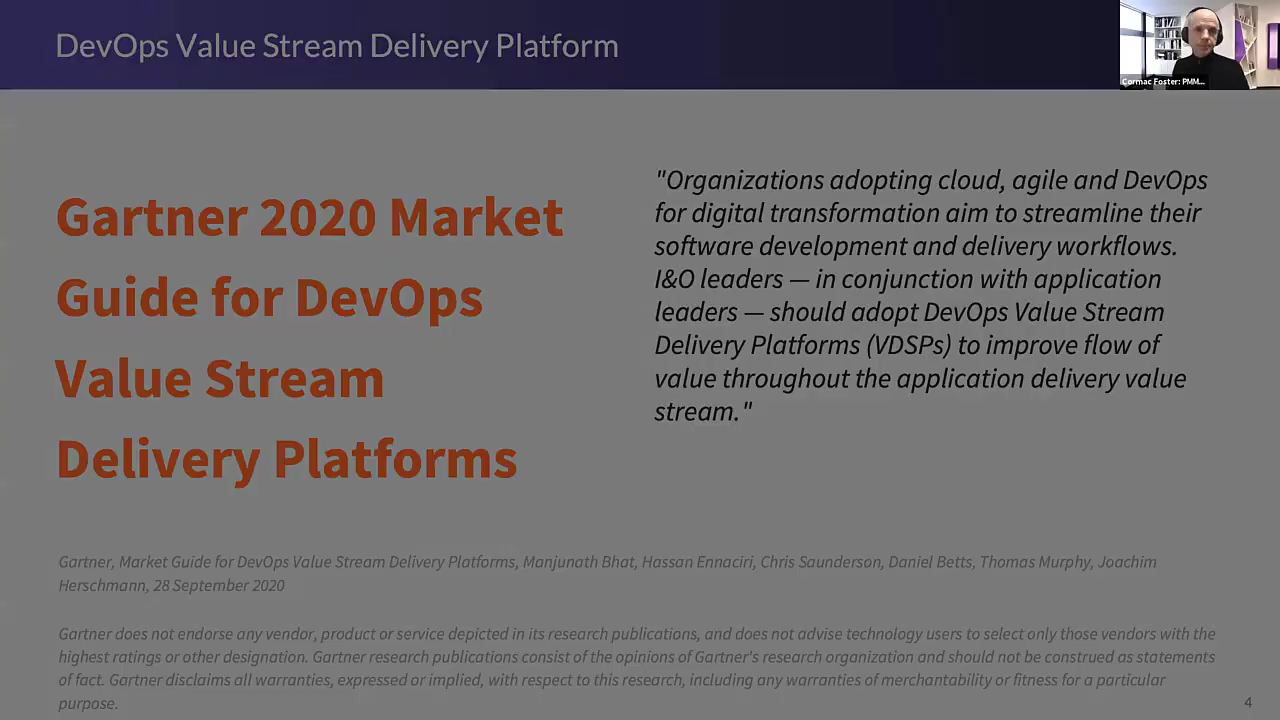 DevOps Value Stream Delivery Platform
Cormac Foster: PMM...
Gartner 2020 Market
Guide for DevOps
Value Stream
Delivery Platforms
"Organizations adopting cloud, agile and DevOps
for digital transformation aim to streamline their
software development and delivery workflows.
I&O leaders — in conjunction with application
leaders — should adopt DevOps Value Stream
Delivery Platforms (VDSPs) to improve flow of
value throughout the application delivery value
stream."
Gartner, Market Guide for DevOps Value Stream Delivery Platforms, Manjunath Bhat, Hassan Ennaciri, Chris Saunderson, Daniel Betts, Thomas Murphy, Joachim
Herschmann, 28 September 2020
Gartner does not endorse any vendor, product or service depicted in its research publications, and does not advise technology users to select only those vendors with the
highest ratings or other designation. Gartner research publications consist of the opinions of Gartner's research organization and should not be construed as statements
of fact. Gartner disclaims all warranties, expressed or implied, with respect to this research, including any warranties of merchantability or fitness for a particular
purpose.
4